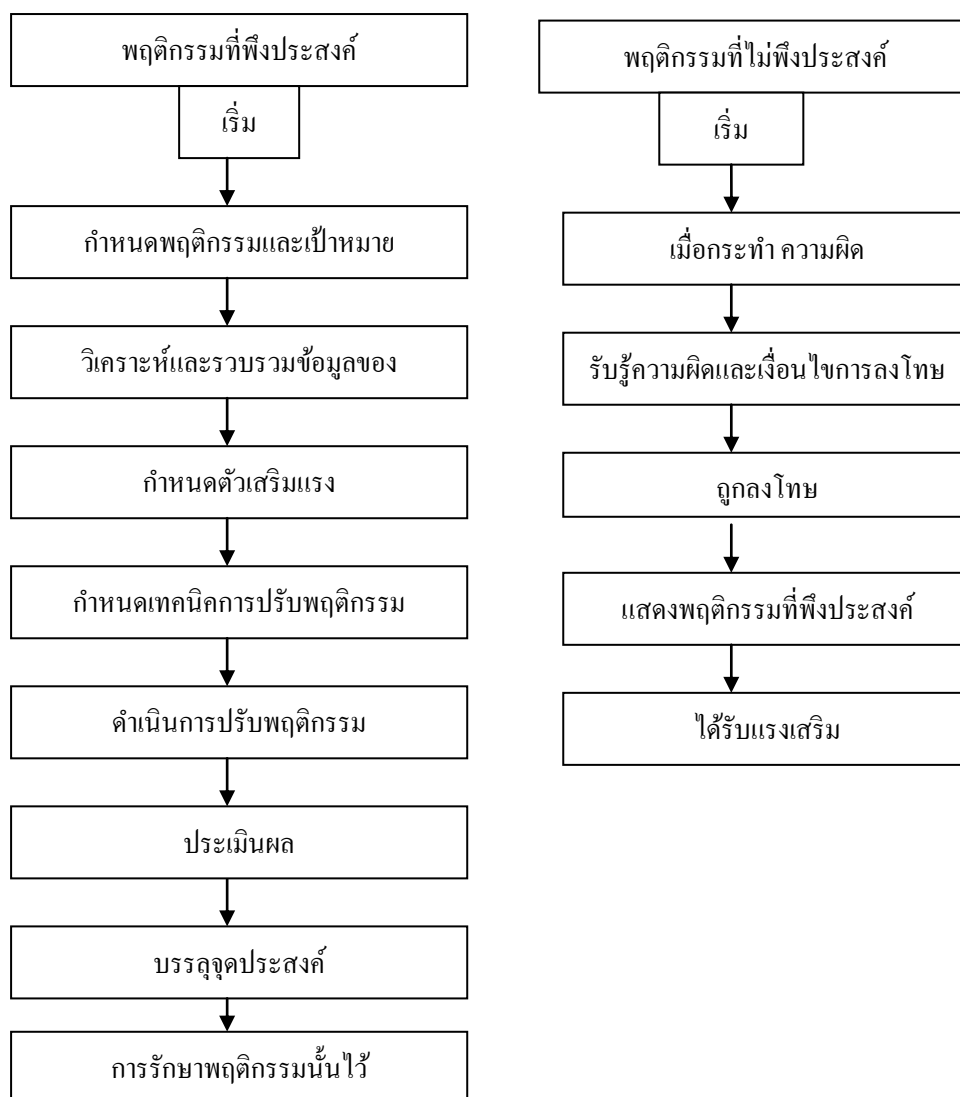 พฤติกรรมที่พึงประสงค์
เริ่ม
กำหนดพฤติกรรมและเป้าหมาย
วิเคราะห์และรวบรวมข้อมูลของ
กำหนดตัวเสริมแรง
กำหนดเทคนิคการปรับพฤติกรรม
ดำเนินการปรับพฤติกรรม
ประเมินผล
บรรลุจุดประสงค์
การรักษาพฤติกรรมนั้นไว้
พฤติกรรมที่ไม่พึงประสงค์
เริ่ม
เมื่อกระทำ ความผิด
รับรู้ความผิดและเงื่อนไขการลงโทษ
ถูกลงโทษ
แสดงพฤติกรรมที่พึงประสงค์
ได้รับแรงเสริม